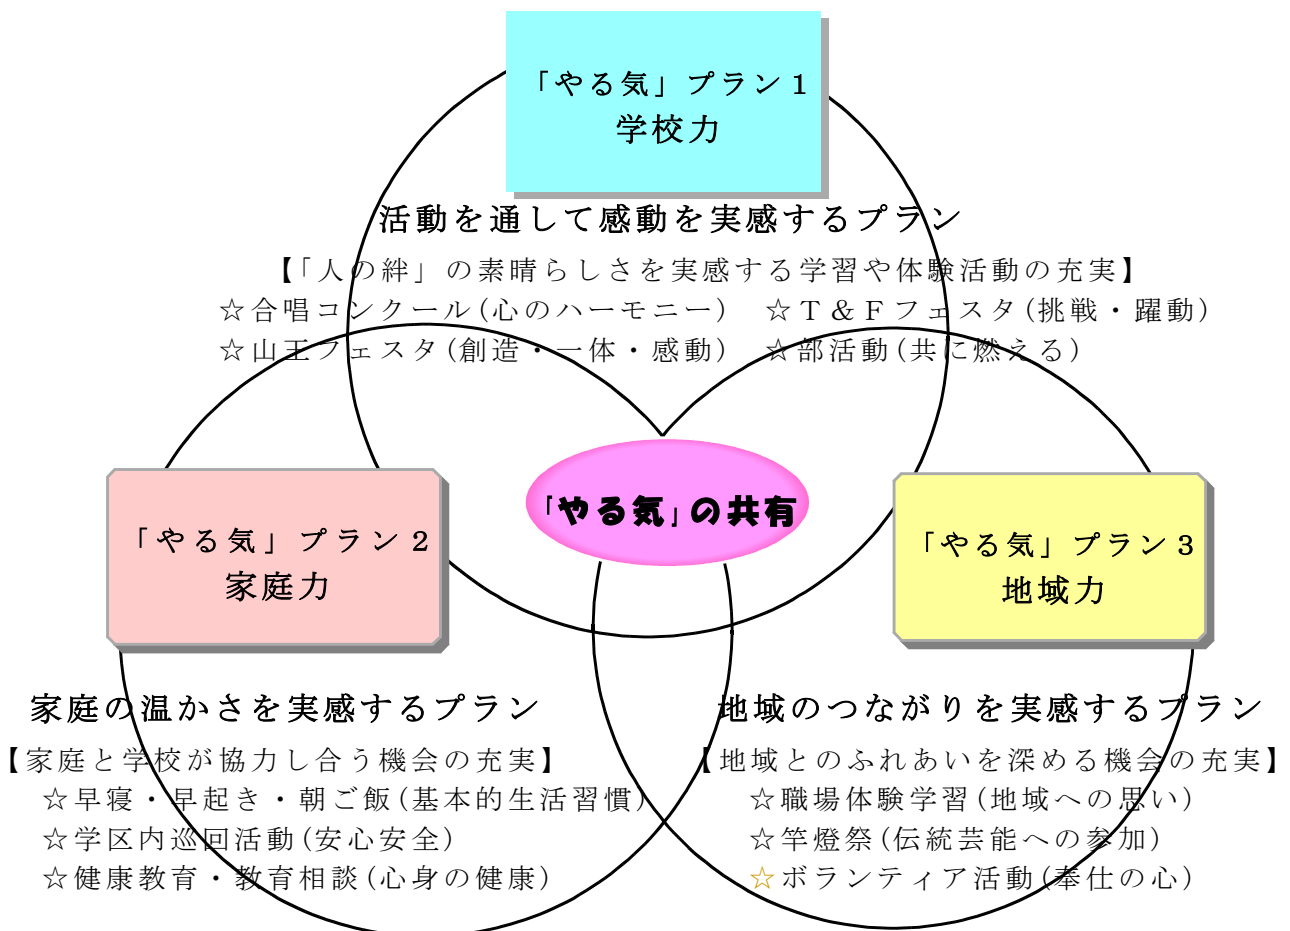 「やる気」プラン１
学校力
活動を通して感動を実感するプラン
【「人の絆」の素晴らしさを実感する学習や体験活動の充実】
☆合唱コンクール(心のハーモニー)　☆Ｔ＆Ｆフェスタ(挑戦・躍動)
☆山王フェスタ(創造・一体・感動)　☆部活動(共に燃える)
「やる気」の共有
「やる気」プラン２
家庭力
家庭の温かさを実感するプラン
【家庭と学校が協力し合う機会の充実】
☆早寝・早起き・朝ご飯(基本的生活習慣)
☆学区内巡回活動(安心安全)
☆健康教育・教育相談(心身の健康)
「やる気」プラン３
地域力
地域のつながりを実感するプラン
【地域とのふれあいを深める機会の充実】
☆職場体験学習(地域への思い)
☆竿燈祭(伝統芸能への参加)
☆ボランティア活動(奉仕の心)